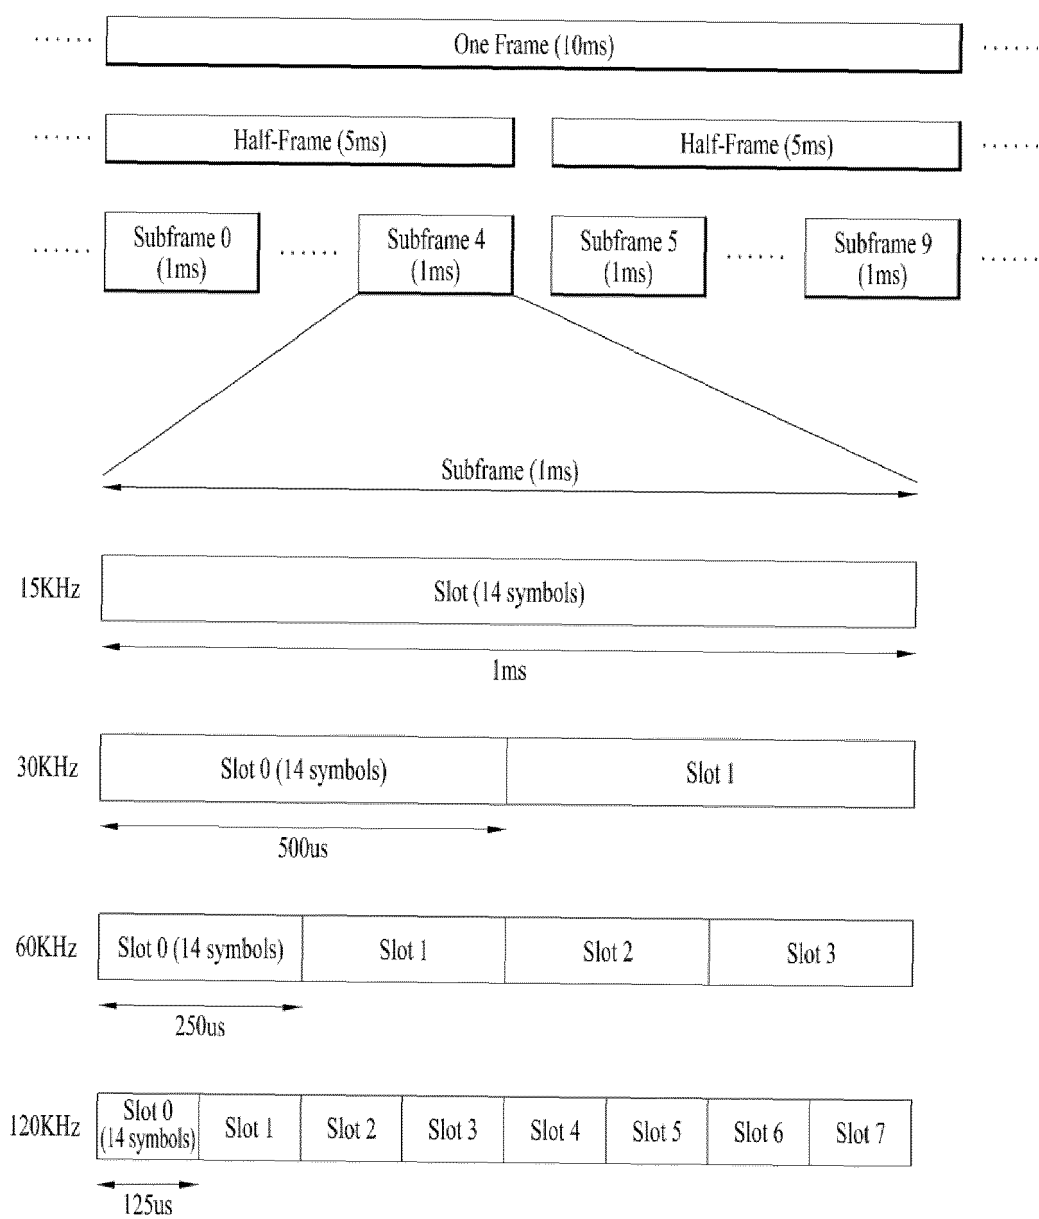 ...... One Frame (10ms) ......
...... Half-Frame (5ms) Half-Frame (5ms) ......
...... Subframe 0 ...... Subframe 4 Subframe 5 ...... Subframe 9 ......
(1ms) (1ms) (1ms) (1ms)
Subframe (1ms)
15KHz Slot (14 symbols)
1ms
30KHz Slot 0 (14 symbols) Slot 1
500us
60KHz Slot 0 (14 symbols) Slot 1 Slot 2 Slot 3
250us
120KHz Slot 0 (14 symbols) Slot 1 Slot 2 Slot 3 Slot 4 Slot 5 Slot 6 Slot 7
125us